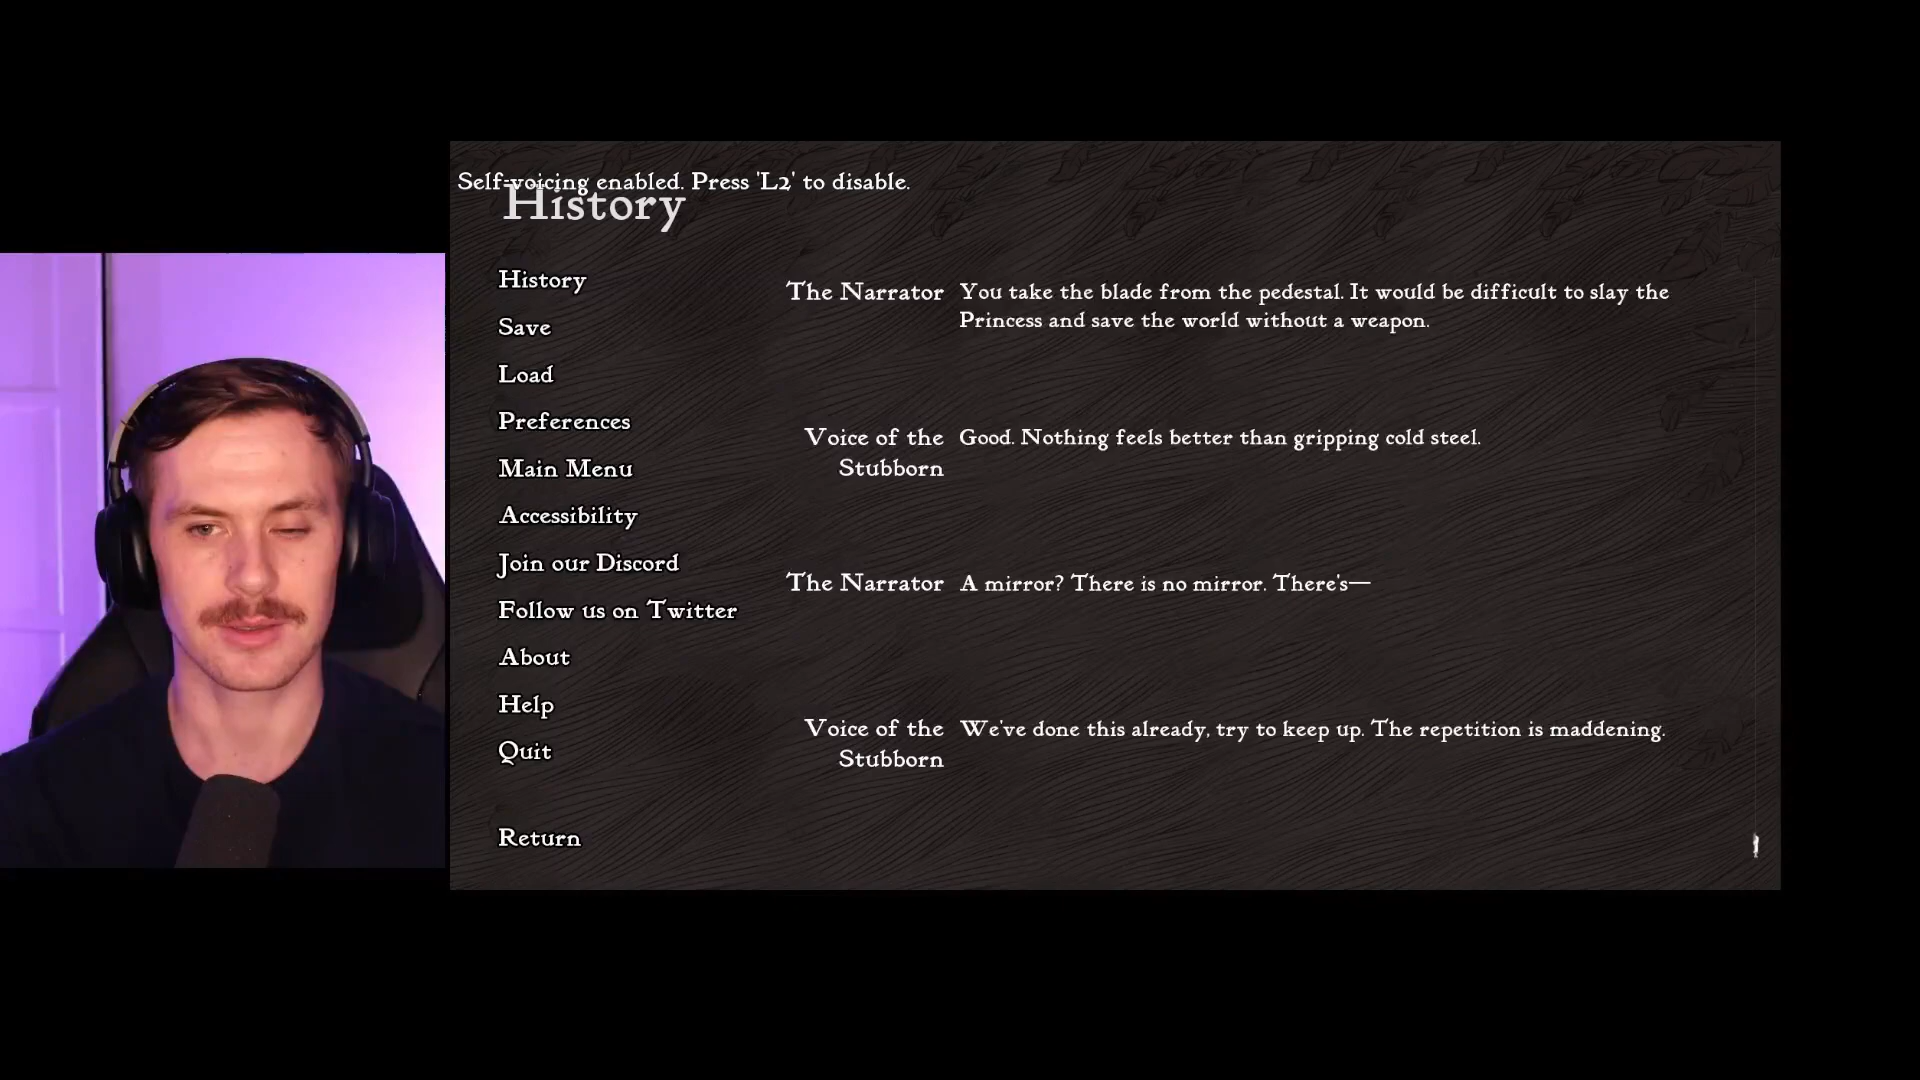 Self-voicing enabled. Press 'L2' to disable.
History
History
Save
Load
Preferences
Main Menu
Accessibility
Join our Discord
Follow us on Twitter
About
Help
Quit
Return
The Narrator
You take the blade from the pedestal. It would be difficult to slay the
Princess and save the world without a weapon.
Voice of the
Stubborn
Good. Nothing feels better than gripping cold steel.
The Narrator
A mirror? There is no mirror. There's—
Voice of the
Stubborn
We've done this already, try to keep up. The repetition is maddening.